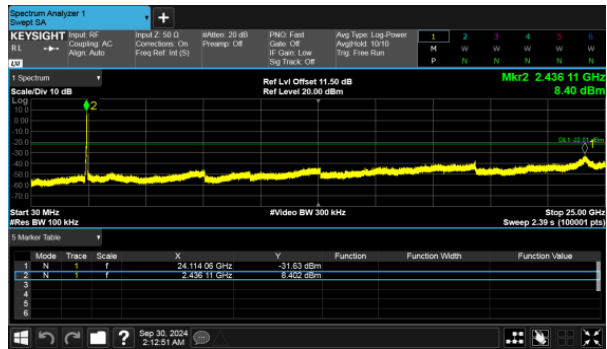 Spectrum Analyzer 1
Swept SA
+
KEYSIGHT Input: RF Input Z: 50 Ω #Atten: 20 dB PNO: Fast Avg Type: Log-Power 1 2 3 4 5 6
RL Coupling: AC Corrections: On Preamp: Off Gate: Off Avg|Hold: 10/10 M W W W W W
Align: Auto Freq Ref: Int (S) IF Gain: Low Trig: Free Run
Sig Track: Off P N N N N N
LXI
1 Spectrum Ref Lvl Offset 11.50 dB Mkr2 2.436 11 GHz
Scale/Div 10 dB Ref Level 20.00 dBm 8.40 dBm
Log
10.0
0.00
-10.0
-20.0
-30.0
-40.0
-50.0
-60.0
-70.0
2
1
Start 30 MHz #Video BW 300 kHz Stop 25.00 GHz
#Res BW 100 kHz Sweep 2.39 s (100001 pts)
5 Marker Table
Mode Trace Scale X Y Function Function Width Function Value
1 N 1 f 24.114 06 GHz -31.63 dBm
2 N 1 f 2.436 11 GHz 8.402 dBm
3
4
5
6
? Sep 30, 2024
2:12:51 AM